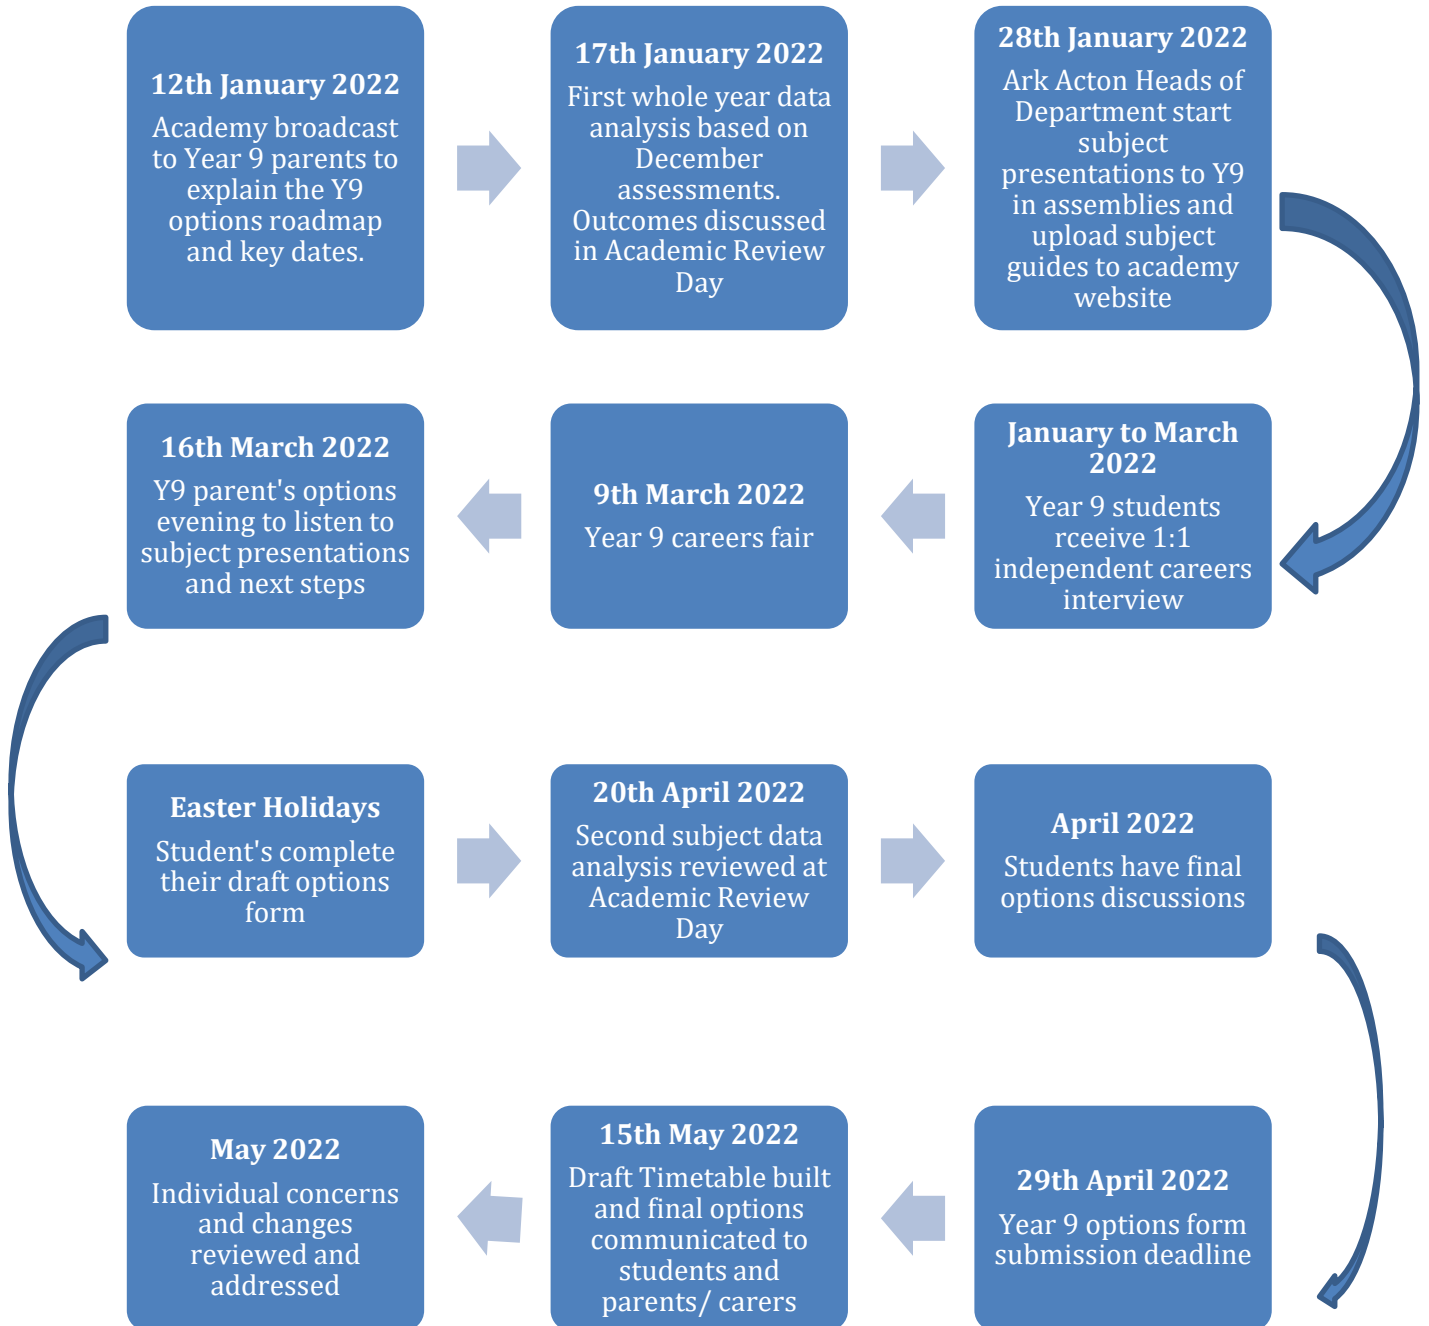 12th January 2022
Academy broadcast
to Year 9 parents to
explain the Y9
options roadmap
and key dates.
17th January 2022
First whole year data
analysis based on
December
assessments.
Outcomes discussed
in Academic Review
Day
28th January 2022
Ark Acton Heads of
Department start
subject
presentations to Y9
in assemblies and
upload subject
guides to academy
website
January to March
2022
Year 9 students
rceeive 1:1
independent careers
interview
9th March 2022
Year 9 careers fair
16th March 2022
Y9 parent's options
evening to listen to
subject presentations
and next steps
Easter Holidays
Student's complete
their draft options
form
20th April 2022
Second subject data
analysis reviewed at
Academic Review
Day
April 2022
Students have final
options discussions
29th April 2022
Year 9 options form
submission deadline
15th May 2022
Draft Timetable built
and final options
communicated to
students and
parents/ carers
May 2022
Individual concerns
and changes
reviewed and
addressed